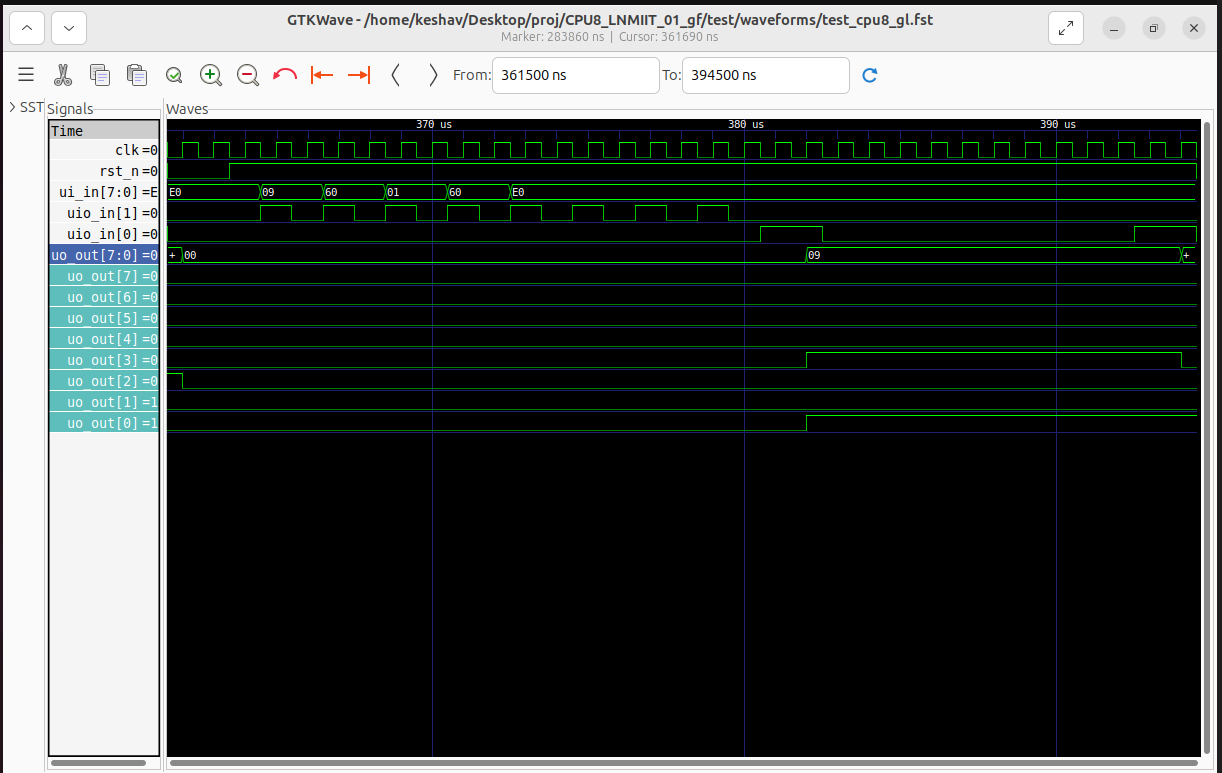 GTKWave - /home/keshav/Desktop/proj/CPU8_LNMIIT_01_gf/test/waveforms/test_cpu8_gl.fst
Marker: 283860 ns | Cursor: 361690 ns
From: 361500 ns To: 394500 ns
SST
Signals
Waves
Time
370 us 380 us 390 us
clk=0
rst_n=0
ui_in[7:0]=E
E0 09 60 01 60 E0
uio_in[1]=0
uio_in[0]=0
uo_out[7:0]=0
+ 00 09 +
uo_out[7]=0
uo_out[6]=0
uo_out[5]=0
uo_out[4]=0
uo_out[3]=0
uo_out[2]=0
uo_out[1]=1
uo_out[0]=1